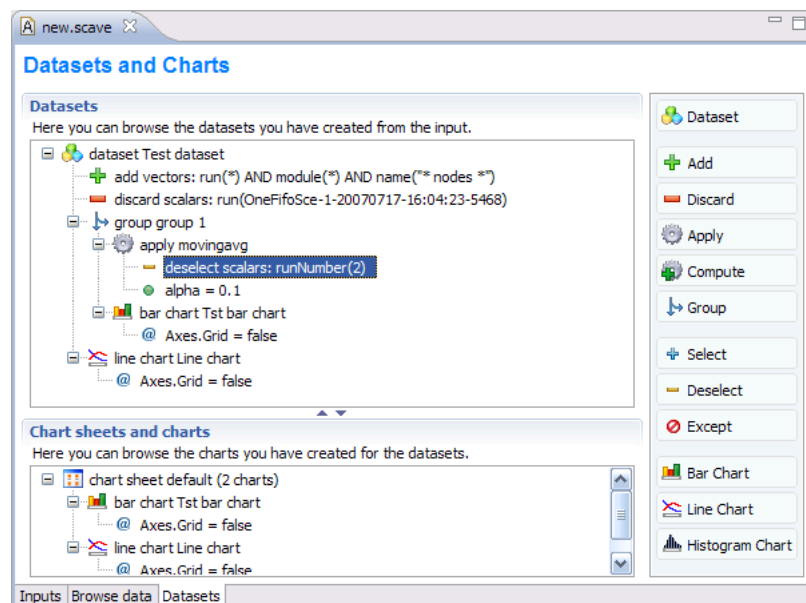 new.scave
Datasets and Charts
Datasets
Here you can browse the datasets you have created from the input.
dataset Test dataset
add vectors: run(*) AND module(*) AND name("* nodes *")
discard scalars: run(OneFifoSce-1-20070717-16:04:23-5468)
group group 1
apply movingavg
deselect scalars: runNumber(2)
alpha = 0.1
bar chart Tst bar chart
@ Axes.Grid = false
line chart Line chart
@ Axes.Grid = false
Chart sheets and charts
Here you can browse the charts you have created for the datasets.
chart sheet default (2 charts)
bar chart Tst bar chart
@ Axes.Grid = false
line chart Line chart
@ Axes.Grid = false
Dataset
Add
Discard
Apply
Compute
Group
Select
Deselect
Except
Bar Chart
Line Chart
Histogram Chart
Inputs Browse data Datasets